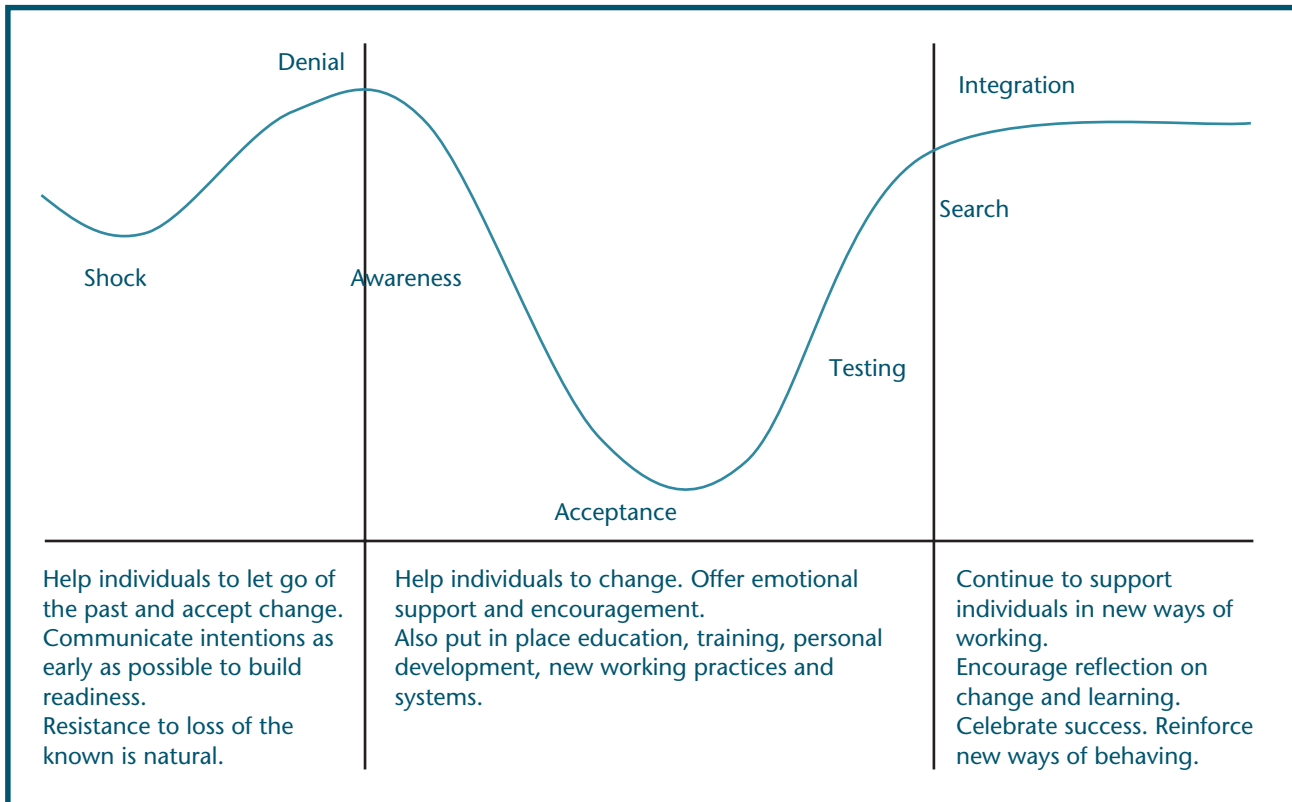 Denial
Integration
Search
Shock
Awareness
Testing
Acceptance
Help individuals to let go of
the past and accept change.
Communicate intentions as
early as possible to build
readiness.
Resistance to loss of the
known is natural.
Help individuals to change. Offer emotional
support and encouragement.
Also put in place education, training, personal
development, new working practices and
systems.
Continue to support
individuals in new ways of
working.
Encourage reflection on
change and learning.
Celebrate success. Reinforce
new ways of behaving.